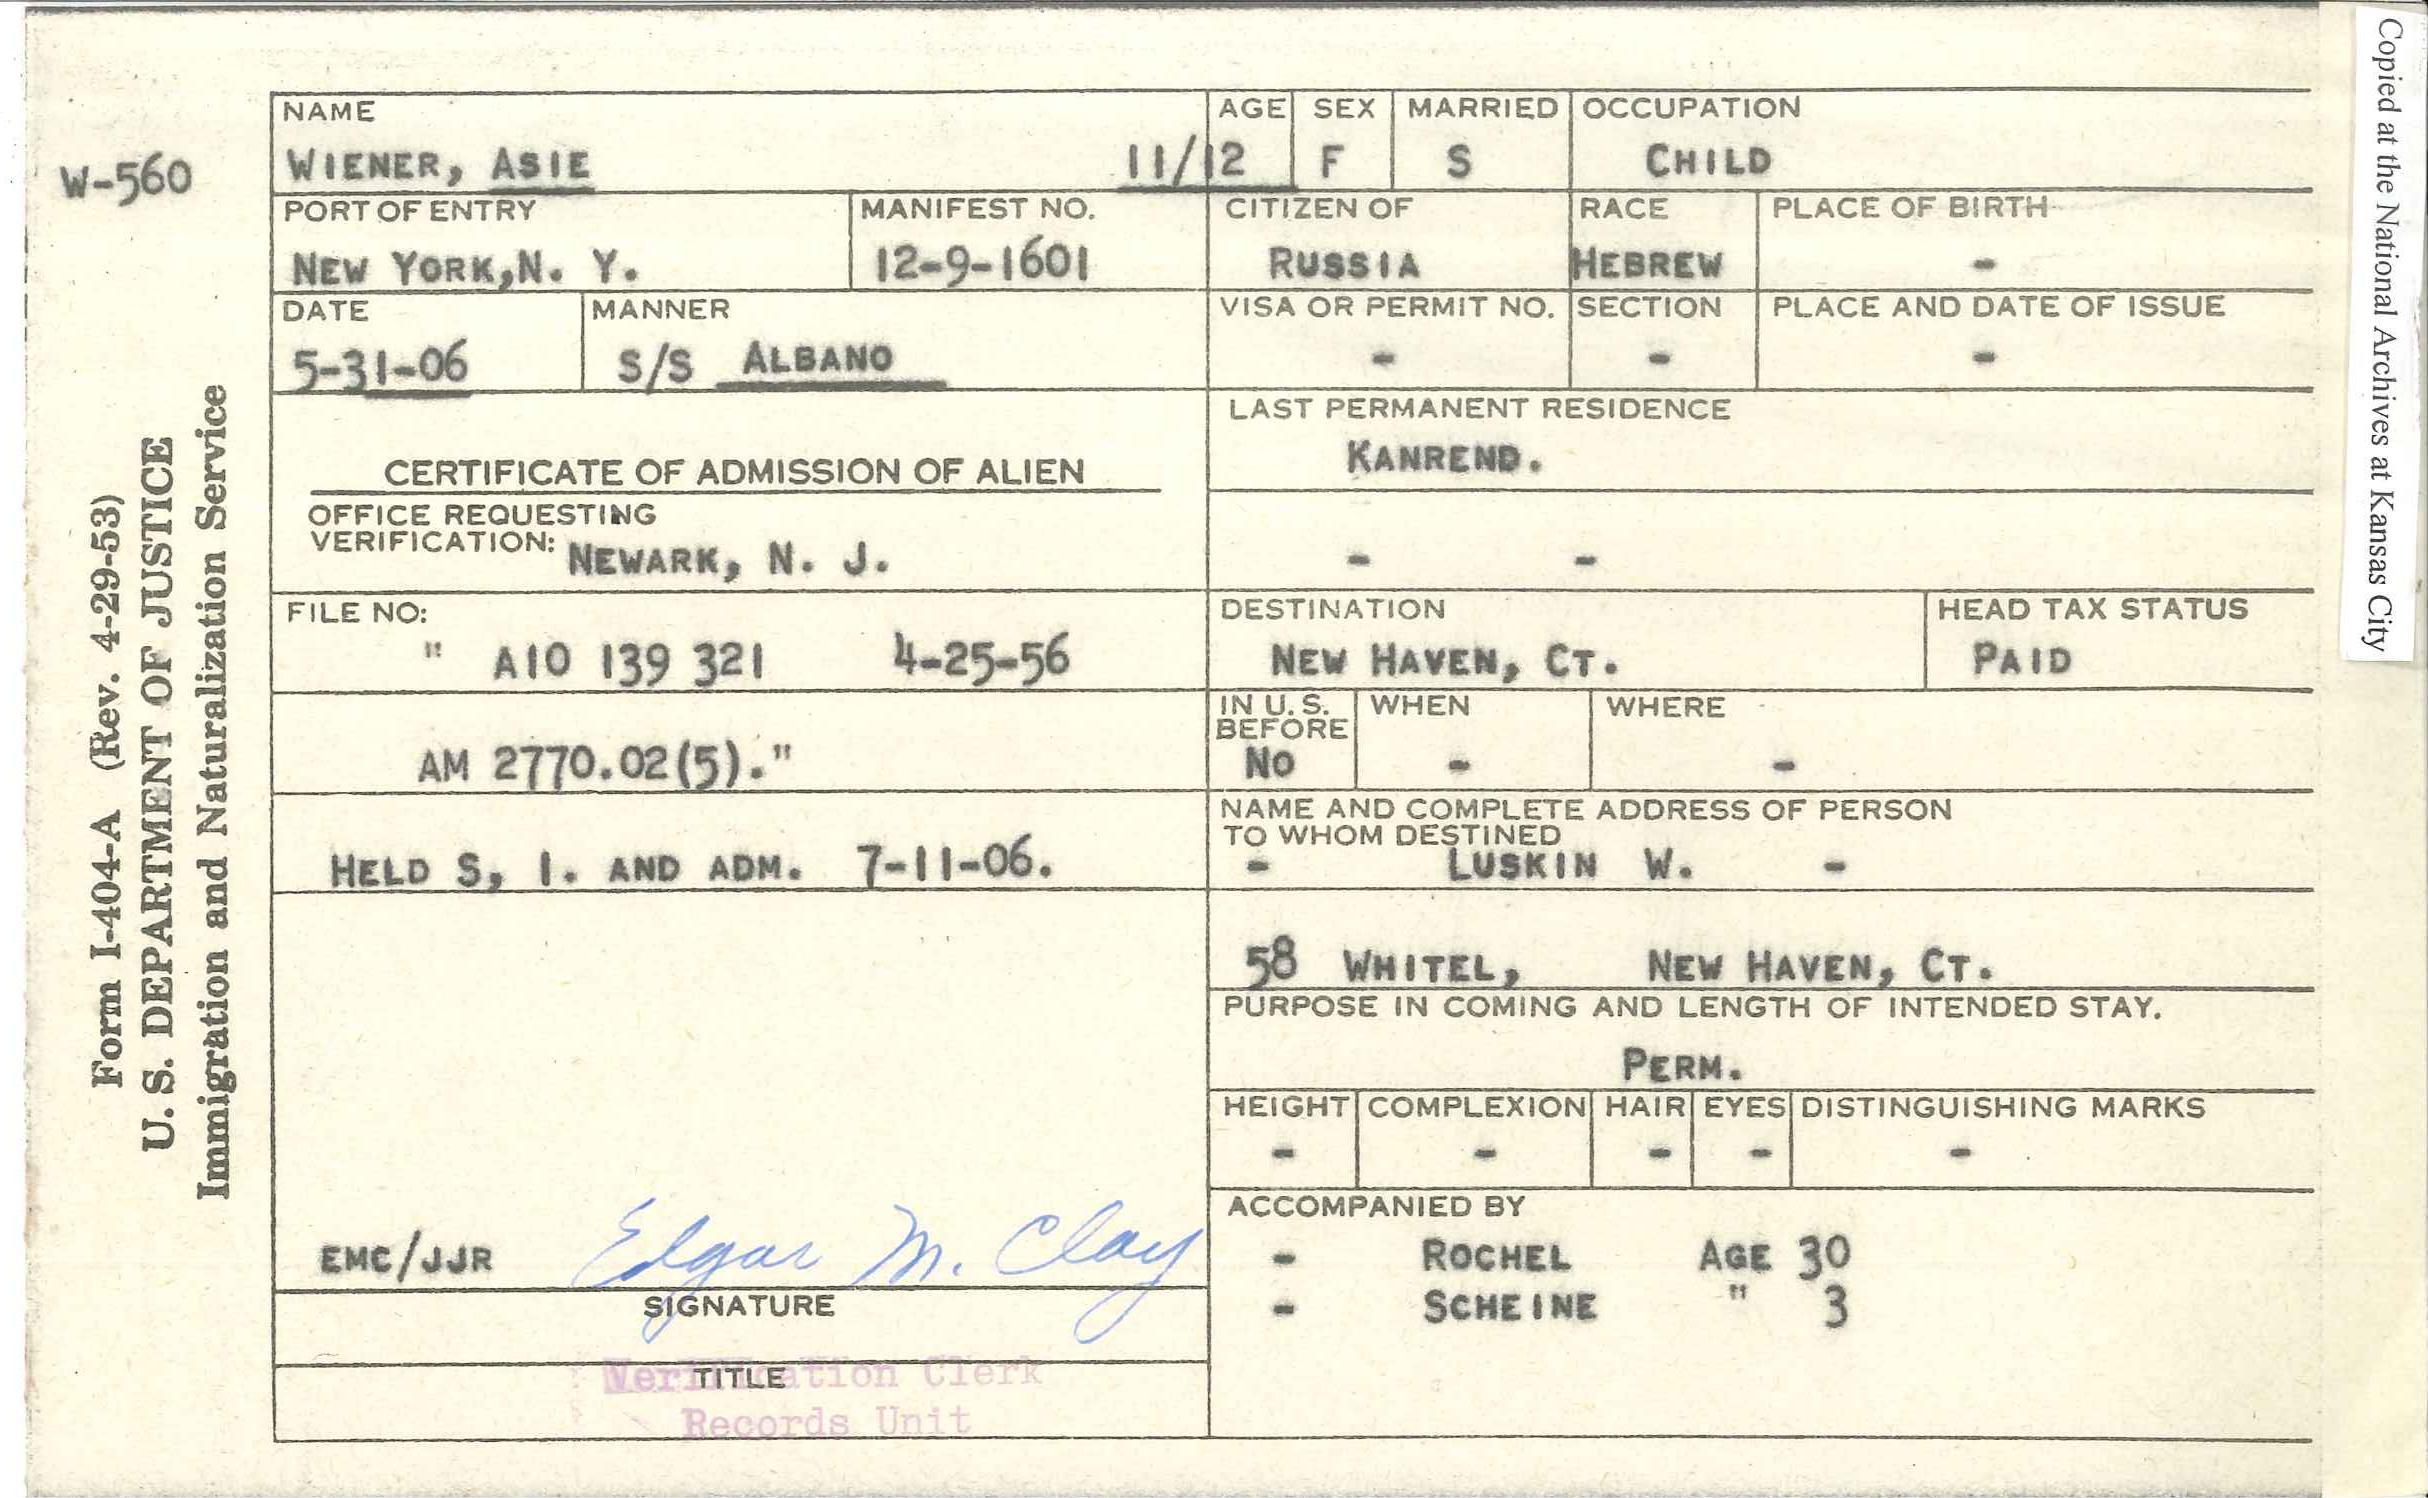 W-560
NAME
WIENER, ASIE
AGE
11/12
SEX
F
MARRIED
S
OCCUPATION
CHILD
PORT OF ENTRY
NEW YORK,N. Y.
MANIFEST NO.
12-9-1601
CITIZEN OF
RUSSIA
RACE
HEBREW
PLACE OF BIRTH
-
DATE
5-31-06
MANNER
S/S ALBANO
VISA OR PERMIT NO.
-
SECTION
-
PLACE AND DATE OF ISSUE
-
CERTIFICATE OF ADMISSION OF ALIEN
OFFICE REQUESTING
VERIFICATION: NEWARK, N. J.
LAST PERMANENT RESIDENCE
KANREND.
- -
FILE NO:
" A10 139 321 4-25-56
AM 2770.02(5)."
HELD S, I. AND ADM. 7-11-06.
DESTINATION
NEW HAVEN, CT.
HEAD TAX STATUS
PAID
IN U.S.
BEFORE
NO
WHEN
-
WHERE
-
NAME AND COMPLETE ADDRESS OF PERSON
TO WHOM DESTINED
- LUSKIN W. -
58 WHITEL, NEW HAVEN, CT.
PURPOSE IN COMING AND LENGTH OF INTENDED STAY.
PERM.
HEIGHT
-
COMPLEXION
-
HAIR
-
EYES
-
DISTINGUISHING MARKS
-
ACCOMPANIED BY
- ROCHEL AGE 30
- SCHEINE " 3
EMC/JJR Edgar M. Clay
SIGNATURE
TITLE
Verification Clerk
Records Unit
Form I-404-A (Rev. 4-29-53)
U. S. DEPARTMENT OF JUSTICE
Immigration and Naturalization Service
Copied at the National Archives at Kansas City